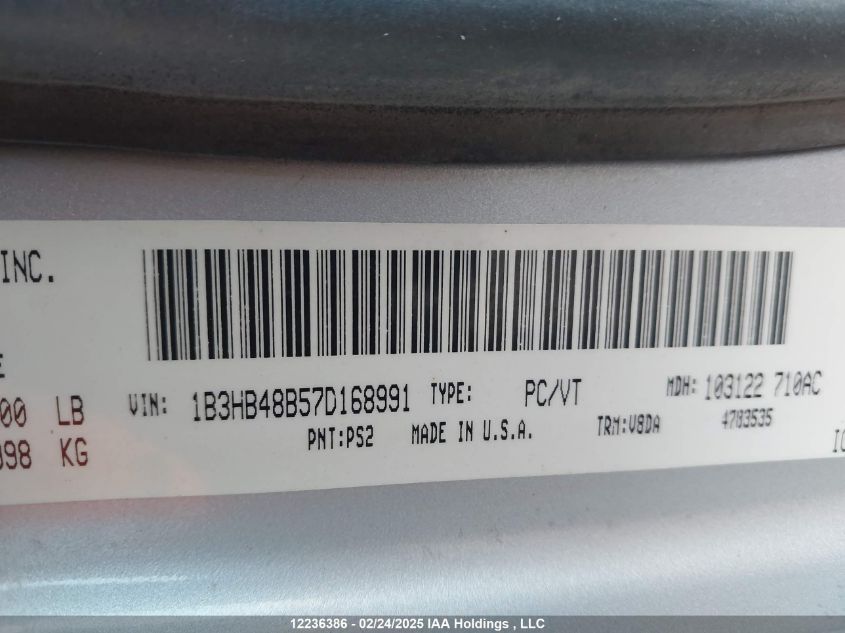 INC.
E
00 LB VIN: 1B3HB48B57D168991 TYPE: PC/VT MDH: 103122 710AC
098 KG PNT:PS2 MADE IN U.S.A. TRM:V8DA 4783535
IC
12236386 - 02/24/2025 IAA Holdings , LLC